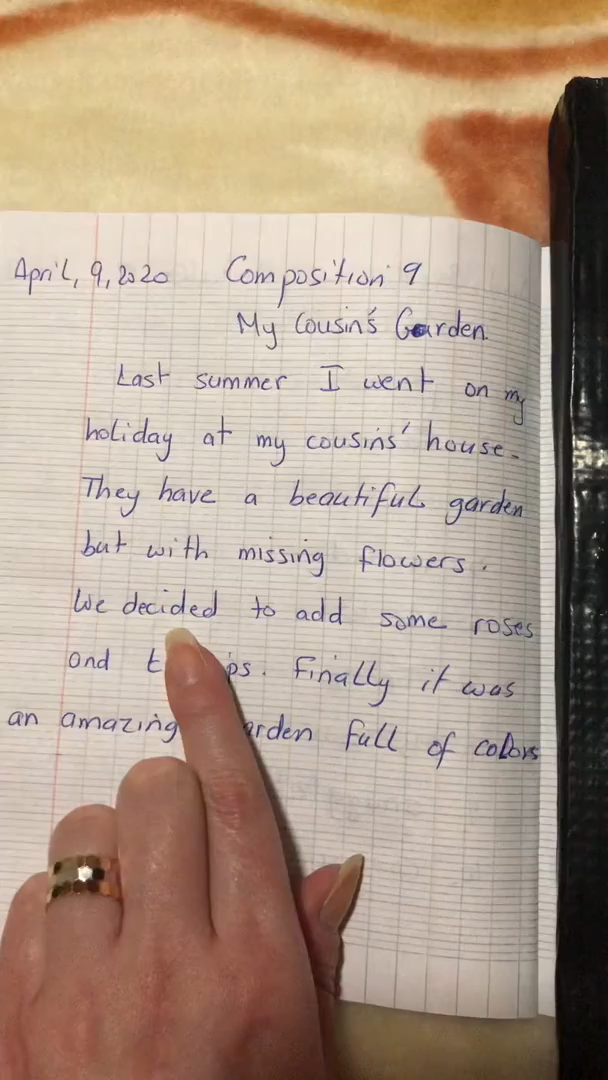 April, 9, 2020 Composition 9
My Cousin's Garden.
Last summer I went on my
holiday at my cousins' house.
They have a beautiful garden
but with missing flowers.
We decided to add some roses
and Finally it was
an amazing full of colors